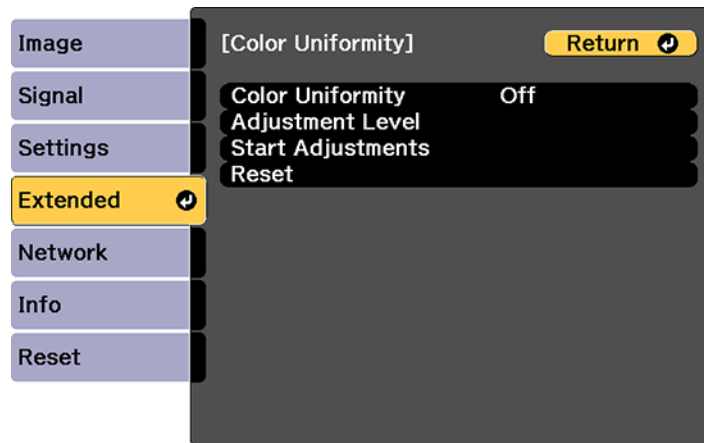 Image
Signal
Settings
Extended
Network
Info
Reset
[Color Uniformity]
Return
Color Uniformity Off
Adjustment Level
Start Adjustments
Reset